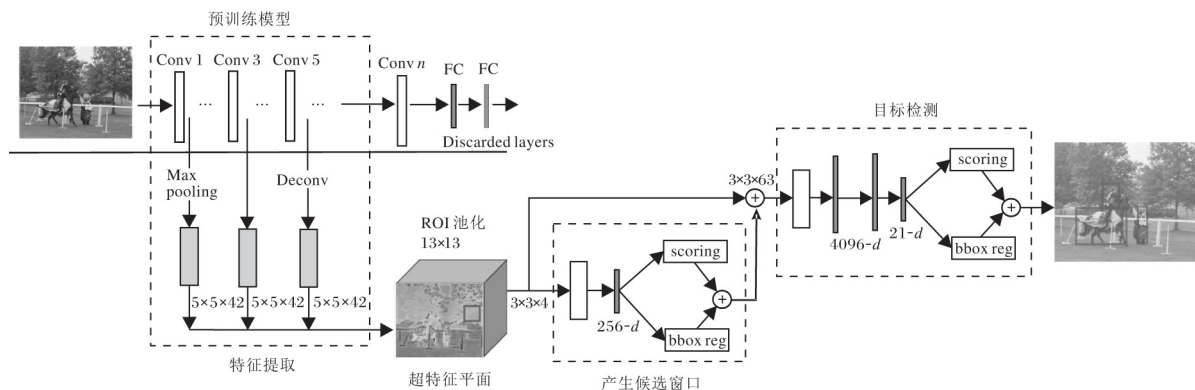 预训练模型
Conv 1
Conv 3
Conv 5
...
...
...
Conv n
FC
FC
Discarded layers
Max
pooling
Deconv
5×5×42
5×5×42
5×5×42
特征提取
ROI 池化
13×13
超特征平面
3×3×4
256-d
scoring
bbox reg
+
产生候选窗口
3×3×63
+
目标检测
4096-d
21-d
scoring
bbox reg
+